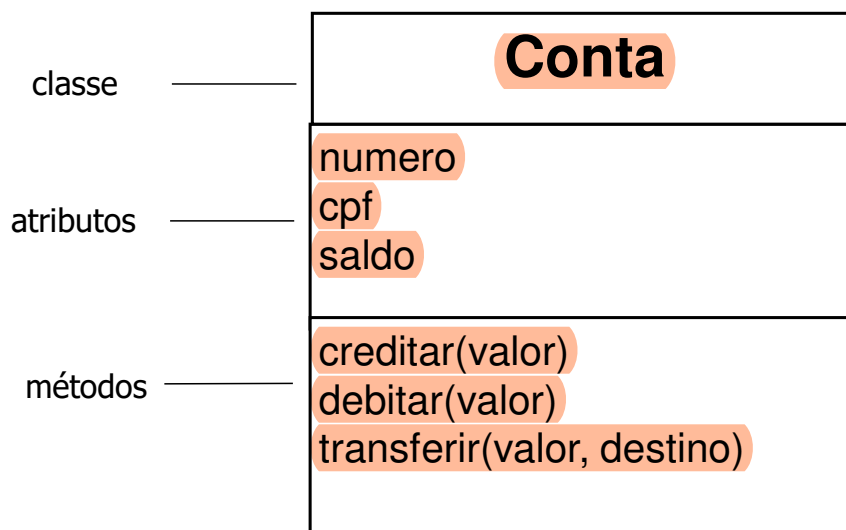 classe
Conta
atributos
numero
cpf
saldo
métodos
creditar(valor)
debitar(valor)
transferir(valor, destino)